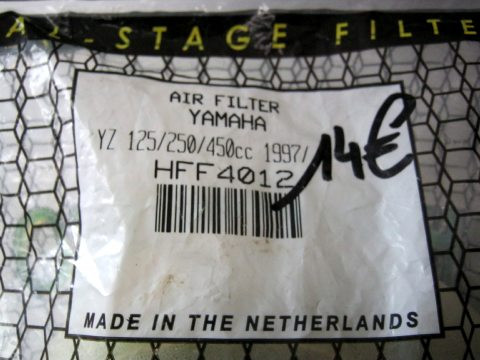 -STAGE FILTE
AIR FILTER
YAMAHA
YZ 125/250/450cc 1997/
14€
HFF4012
MADE IN THE NETHERLANDS